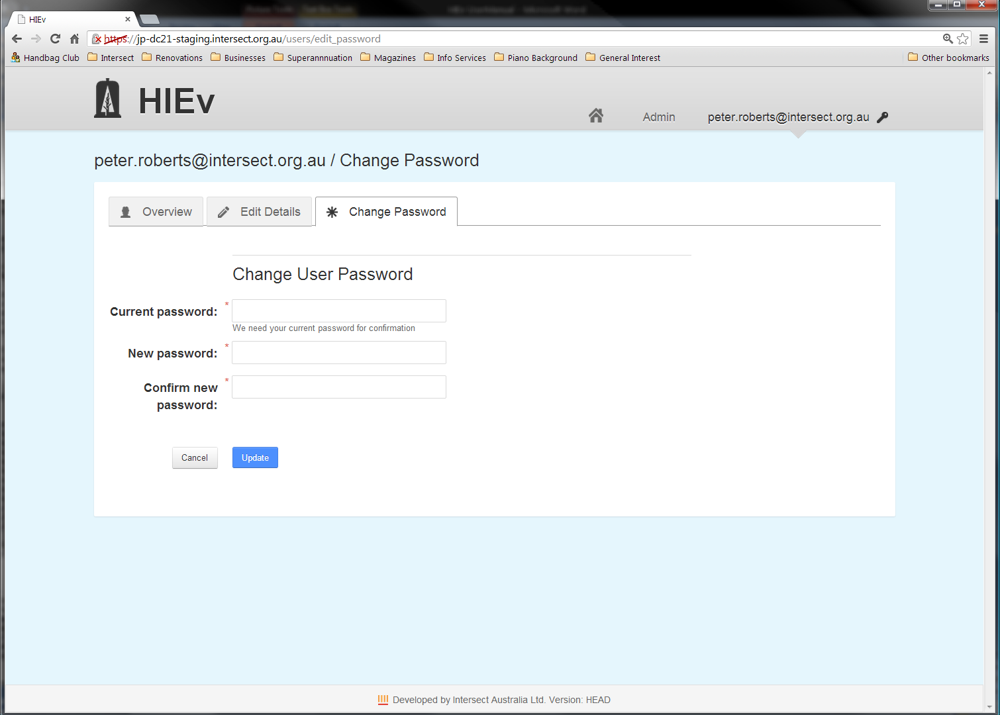 HIEv
https://jp-dc21-staging.intersect.org.au/users/edit_password
Handbag Club Intersect Renovations Businesses Superannnuation Magazines Info Services Piano Background General Interest Other bookmarks
HIEv
Admin peter.roberts@intersect.org.au
peter.roberts@intersect.org.au / Change Password
Overview Edit Details Change Password
Change User Password
Current password: *
We need your current password for confirmation
New password: *
Confirm new *
password:
Cancel Update
Developed by Intersect Australia Ltd. Version: HEAD